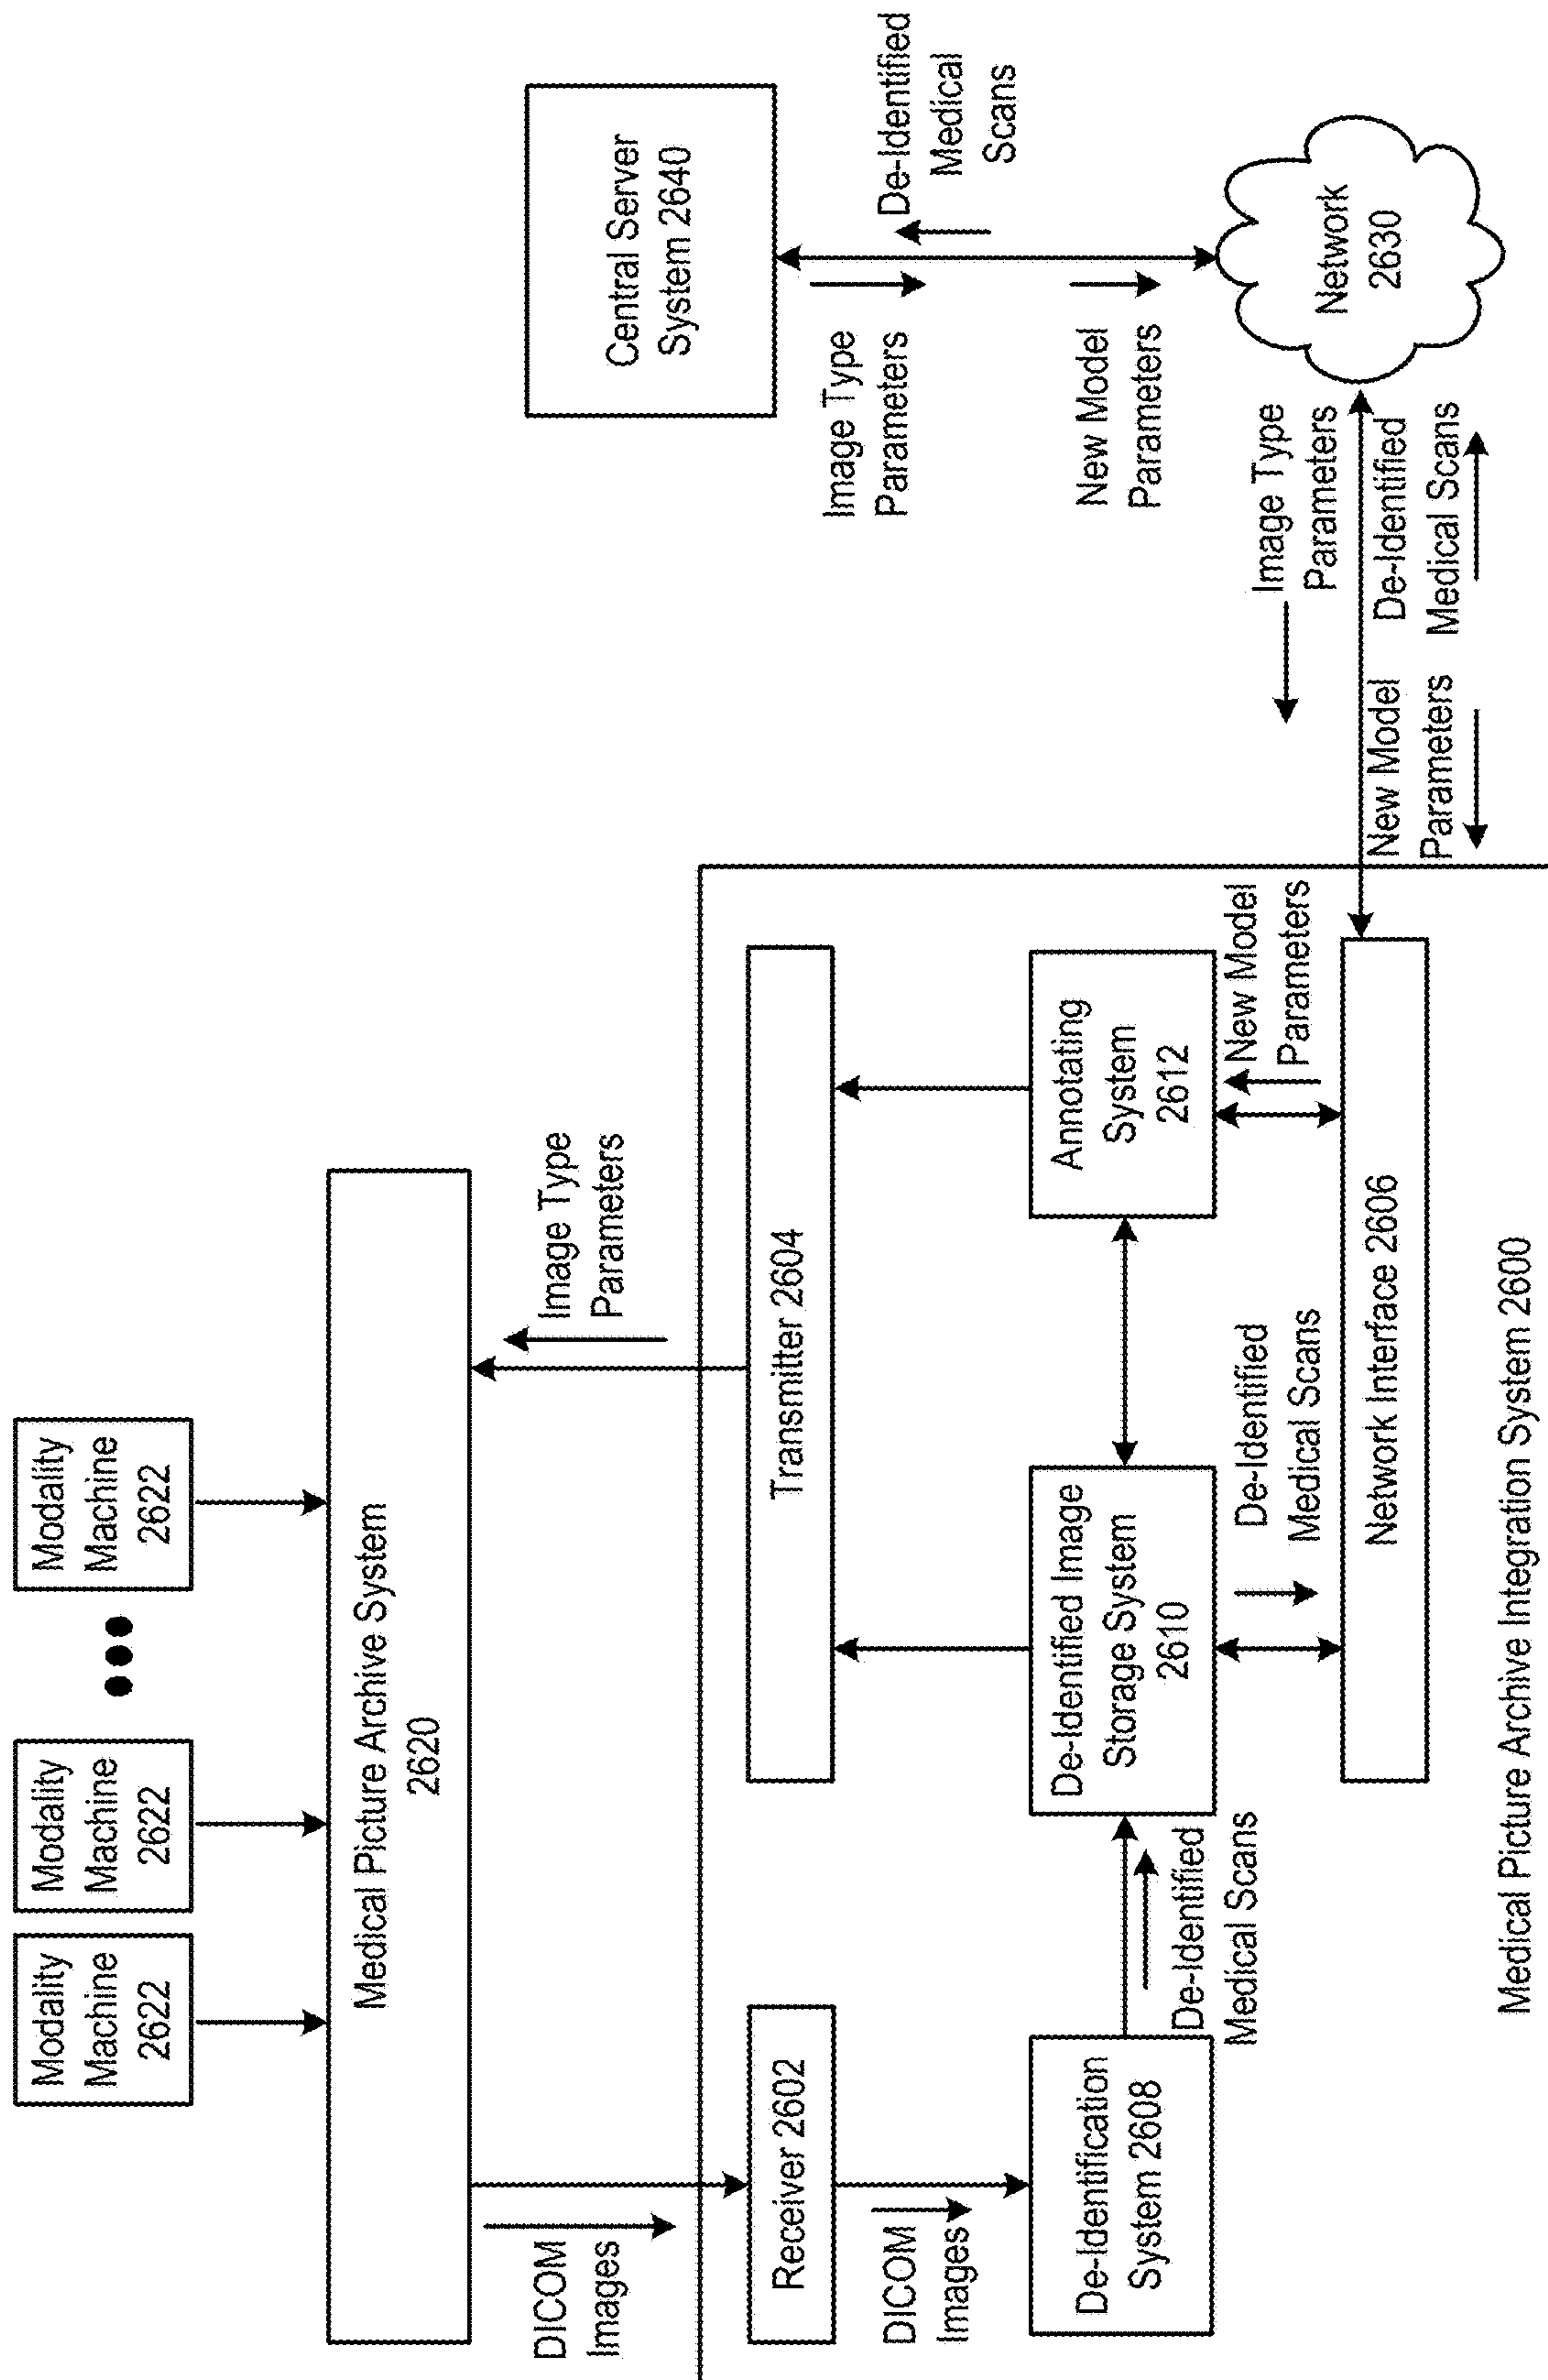 Modality
Machine
2622
Modality
Machine
2622
Modality
Machine
2622
Medical Picture Archive System
2620
DICOM
Images
Image Type
Parameters
Receiver 2602
Transmitter 2604
DICOM
Images
De-Identification
System 2608
De-Identified
Medical Scans
De-Identified Image
Storage System
2610
Annotating
System
2612
De-Identified
Medical Scans
New Model
Parameters
Network Interface 2606
Medical Picture Archive Integration System 2600
Central Server
System 2640
De-Identified
Medical
Scans
Image Type
Parameters
New Model
Parameters
Network
2630
Image Type
Parameters
New Model
Parameters
De-Identified
Medical Scans